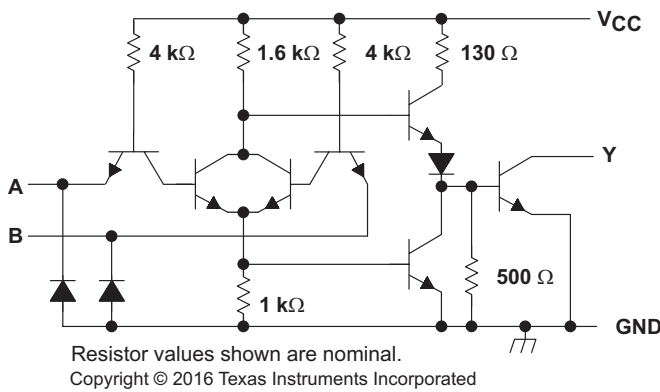 VCC
4 kΩ 1.6 kΩ 4 kΩ 130 Ω
A
Y
B
500 Ω
1 kΩ
GND
Resistor values shown are nominal.
Copyright © 2016 Texas Instruments Incorporated